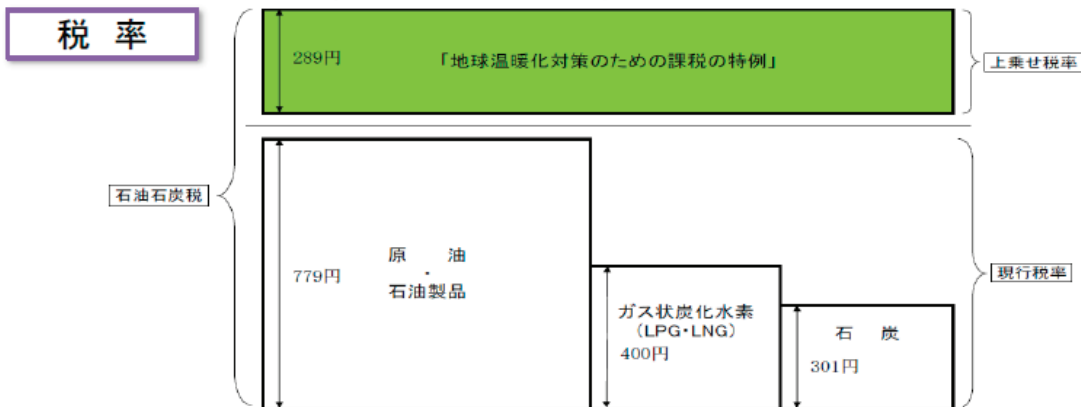 税 率
289円
「地球温暖化対策のための課税の特例」
上乗せ税率
石油石炭税
779円
原 油
・
石油製品
ガス状炭化水素
(LPG・LNG)
400円
石 炭
301円
現行税率